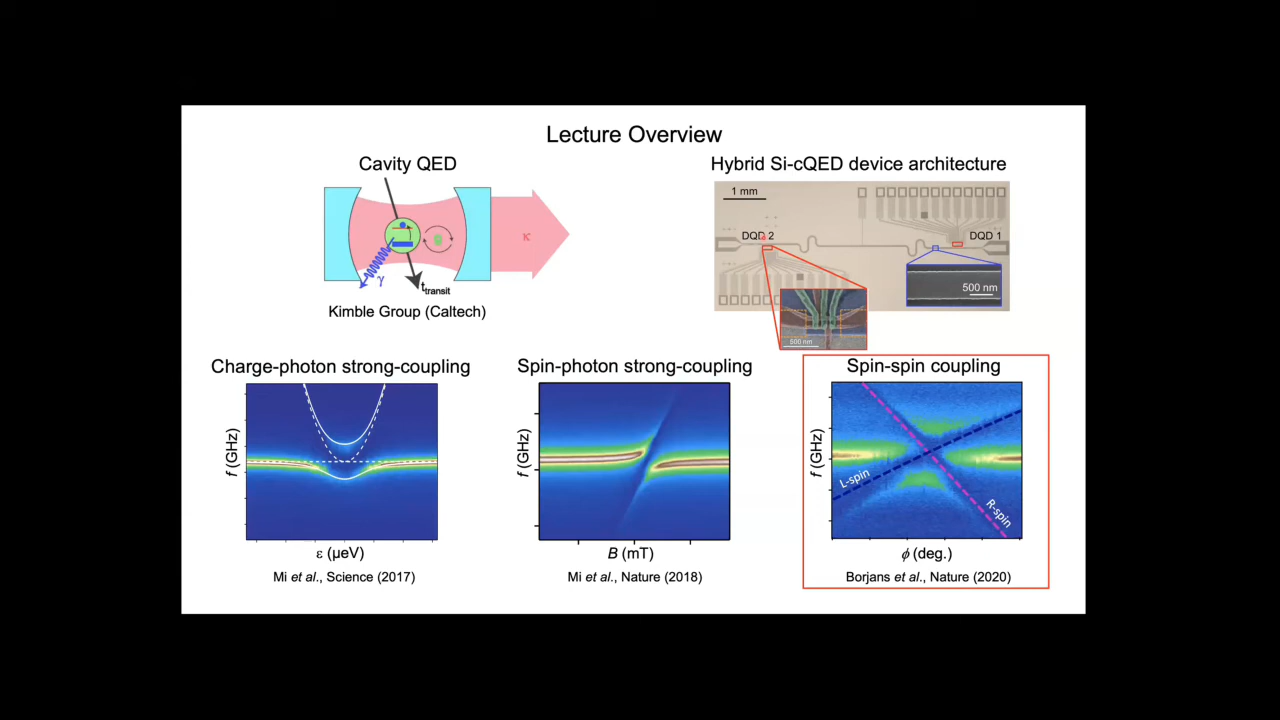 Lecture Overview
Cavity QED
κ
g
γ
t transit
Kimble Group (Caltech)
Hybrid Si-cQED device architecture
1 mm
DQD 2
DQD 1
500 nm
500 nm
Charge-photon strong-coupling
f (GHz)
ε (µeV)
Mi et al., Science (2017)
Spin-photon strong-coupling
f (GHz)
B (mT)
Mi et al., Nature (2018)
Spin-spin coupling
f (GHz)
L-spin
R-spin
ϕ (deg.)
Borjans et al., Nature (2020)